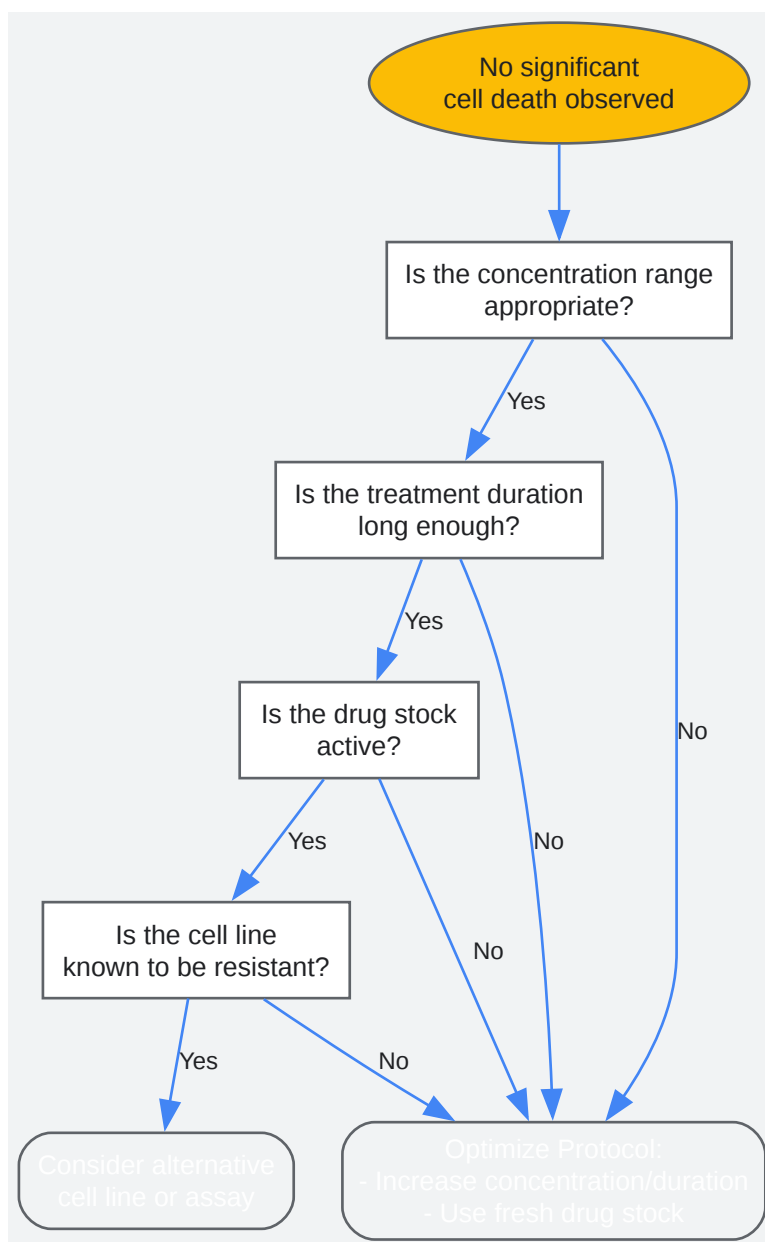 No significant
cell death observed
Is the concentration range
appropriate?
Yes
Is the treatment duration
long enough?
Yes
No
Is the drug stock
active?
Yes
No
Is the cell line
known to be resistant?
No
Yes
No
Consider alternative
cell line or assay
Optimize Protocol:
- Increase concentration/duration
- Use fresh drug stock